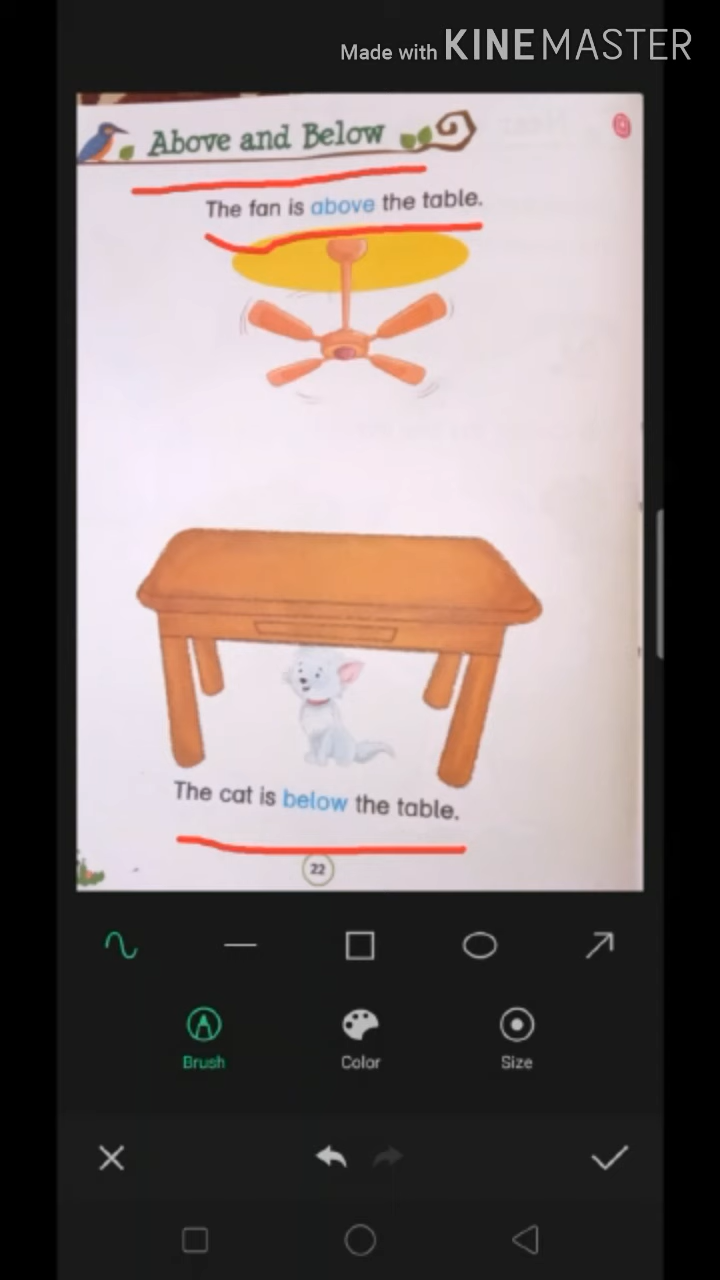 Made with KINEMASTER
Above and Below
The fan is above the table.
The cat is below the table.
22
Brush
Color
Size